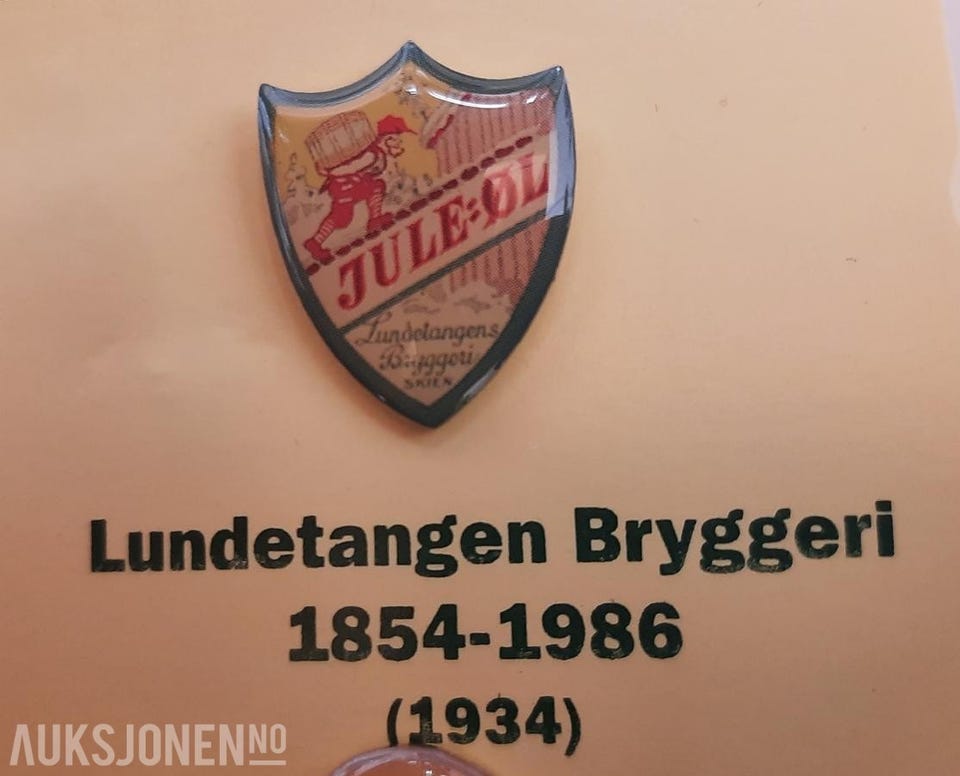 JULE-ØL
Lundetangens
Bryggeri
SKIEN
Lundetangen Bryggeri
1854-1986
(1934)
AUKSJONEN.NO